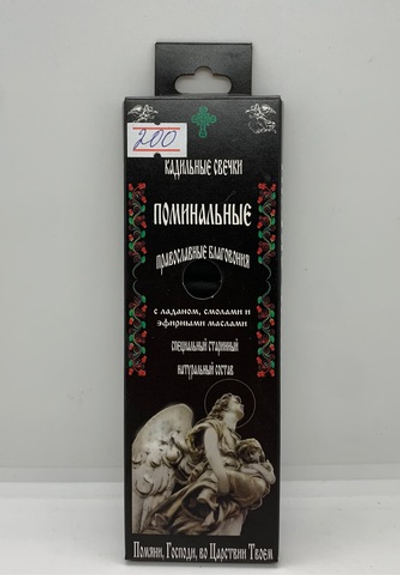 200
КАДИЛЬНЫЕ СВЕЧКИ
ПОМИНАЛЬНЫЕ
ПРАВОСЛАВНЫЕ БЛАГОВОНИЯ
с ладаном, смолами и
эфирными маслами
специальный старинный
натуральный состав
Помяни, Господи, во Царствии Твоем